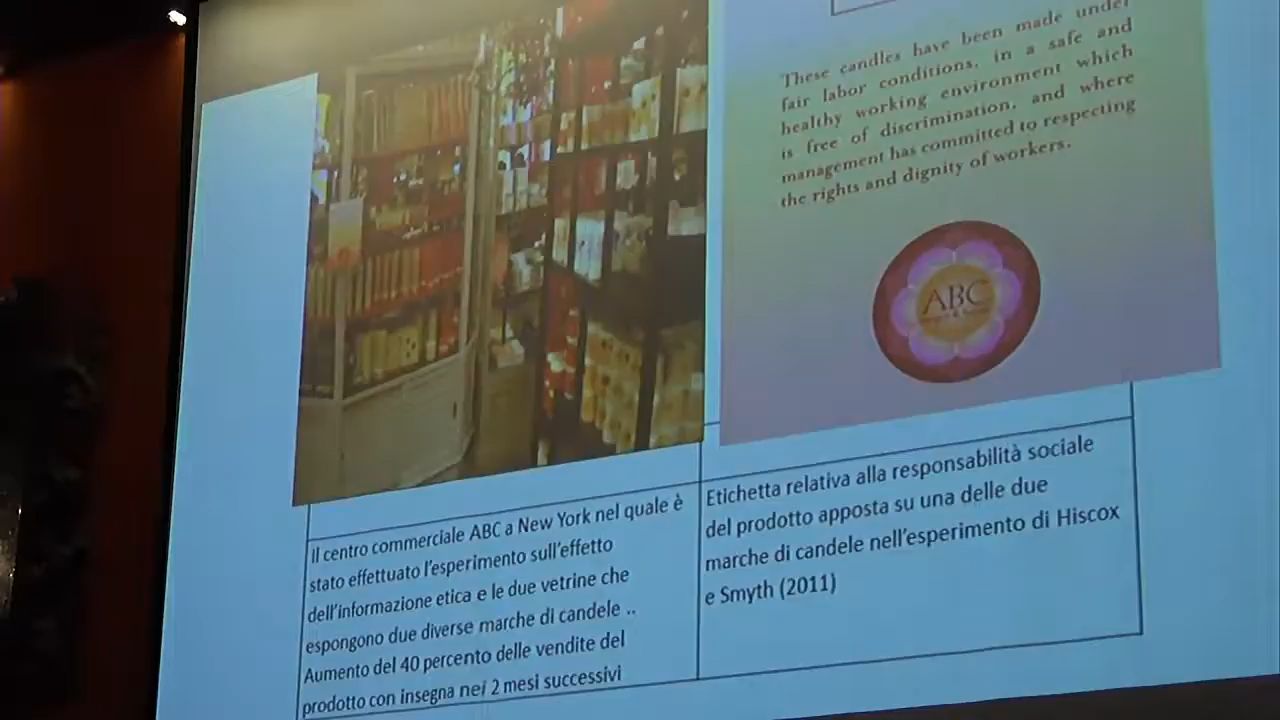 These candles have been made under
fair labor conditions, in a safe and
healthy working environment which
is free of discrimination, and where
management has committed to respecting
the rights and dignity of workers.
ABC
Il centro commerciale ABC a New York nel quale è
stato effettuato l'esperimento sull'effetto
dell'informazione etica e le due vetrine che
espongono due diverse marche di candele ..
Aumento del 40 percento delle vendite del
prodotto con insegna nei 2 mesi successivi
Etichetta relativa alla responsabilità sociale
del prodotto apposta su una delle due
marche di candele nell'esperimento di Hiscox
e Smyth (2011)